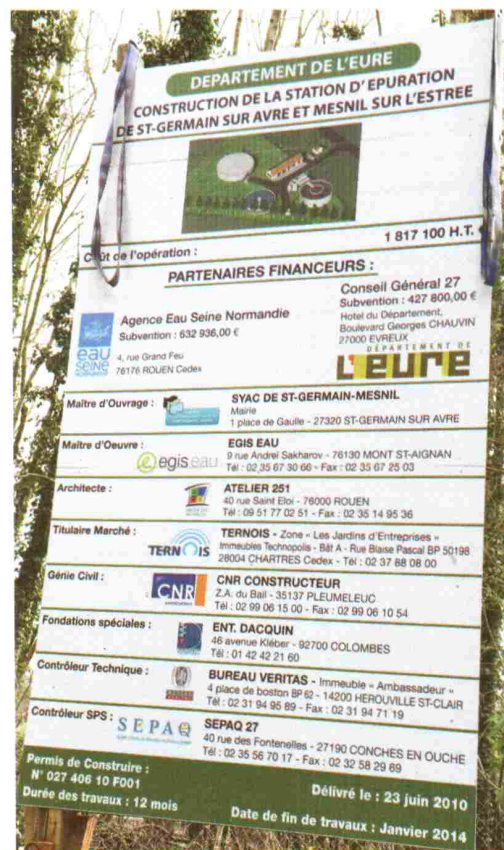 DEPARTEMENT DE L'EURE
CONSTRUCTION DE LA STATION D'EPURATION
DE ST-GERMAIN SUR AVRE ET MESNIL SUR L'ESTREE
Coût de l'opération :
1 817 100 H.T. €
PARTENAIRES FINANCEURS :
Agence Eau Seine Normandie
Subvention : 632 936,00 €
4, rue Grand Feu
76176 ROUEN Cedex
eau
seine
Conseil Général 27
Subvention : 427 800,00 €
Hotel du Département,
Boulevard Georges CHAUVIN
27000 EVREUX
DÉPARTEMENT DE
L'EURE
Maître d'Ouvrage :
SYAC DE ST-GERMAIN-MESNIL
Mairie
1 place de Gaulle - 27320 ST-GERMAIN SUR AVRE
Maître d'Oeuvre :
egis eau
EGIS EAU
9 rue Andreï Sakharov - 76130 MONT ST-AIGNAN
Tél : 02 35 67 30 66 - Fax : 02 35 67 25 03
Architecte :
ATELIER 251
40 rue Saint Eloi - 76000 ROUEN
Tél : 09 51 77 02 51 - Fax : 02 35 14 95 36
Titulaire Marché :
TERNOIS
TERNOIS - Zone « Les Jardins d'Entreprises »
Immeubles Technopolis - Bât A - Rue Blaise Pascal BP 50198
28004 CHARTRES Cedex - Tél : 02 37 88 08 00
Génie Civil :
CNR
CNR CONSTRUCTEUR
Z.A. du Bail - 35137 PLEUMELEUC
Tél : 02 99 06 15 00 - Fax : 02 99 06 10 54
Fondations spéciales :
ENT. DACQUIN
46 avenue Kléber - 92700 COLOMBES
Tél : 01 42 42 21 60
Contrôleur Technique :
BUREAU VERITAS - Immeuble « Ambassadeur »
4 place de boston BP 62 - 14200 HEROUVILLE ST-CLAIR
Tél : 02 31 94 95 89 - Fax : 02 31 94 71 19
Contrôleur SPS :
SEPAQ
SEPAQ 27
40 rue des Fontenelles - 27190 CONCHES EN OUCHE
Tél : 02 35 56 70 17 - Fax : 02 32 58 29 69
Permis de Construire :
N° 027 406 10 F001
Délivré le : 23 juin 2010
Durée des travaux : 12 mois
Date de fin de travaux : Janvier 2014